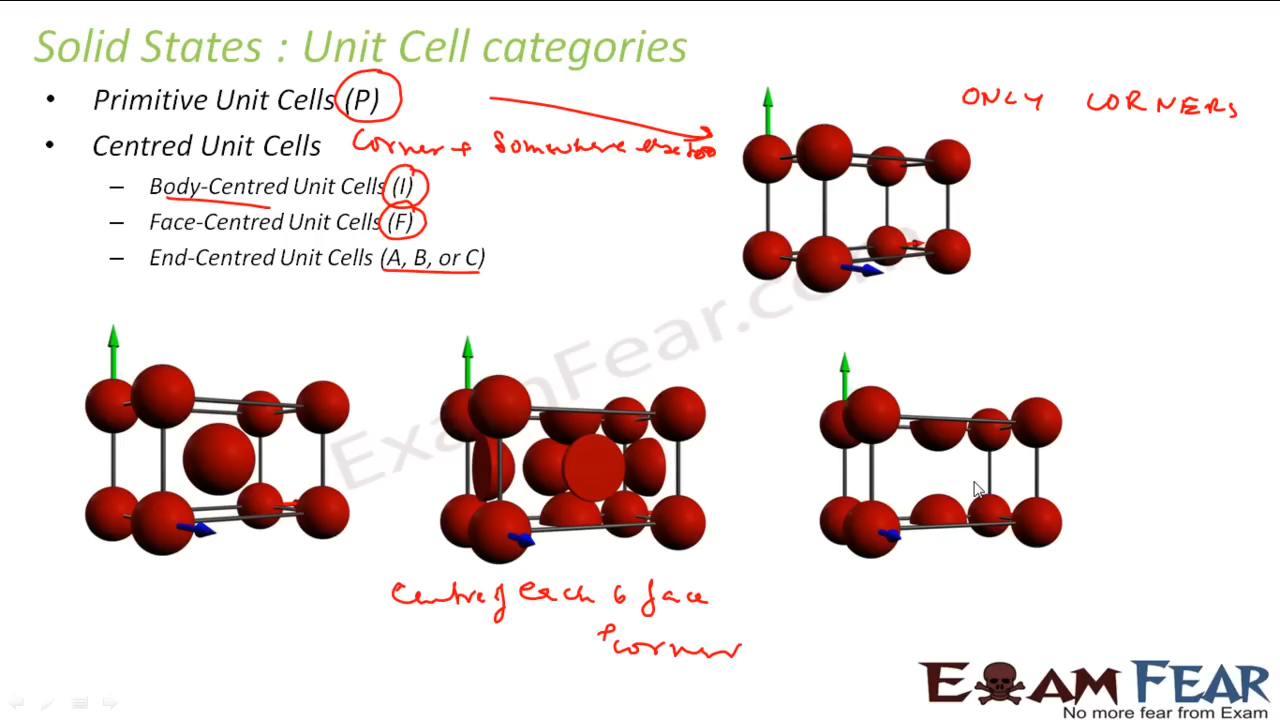 Solid States : Unit Cell categories
• Primitive Unit Cells (P)
ONLY CORNERS
• Centred Unit Cells Corner + Somewhere else too
– Body-Centred Unit Cells (I)
– Face-Centred Unit Cells (F)
– End-Centred Unit Cells (A, B, or C)
ExamFear.com
Centre of each 6 face
+ corner
EXAM FEAR
No more fear from Exam